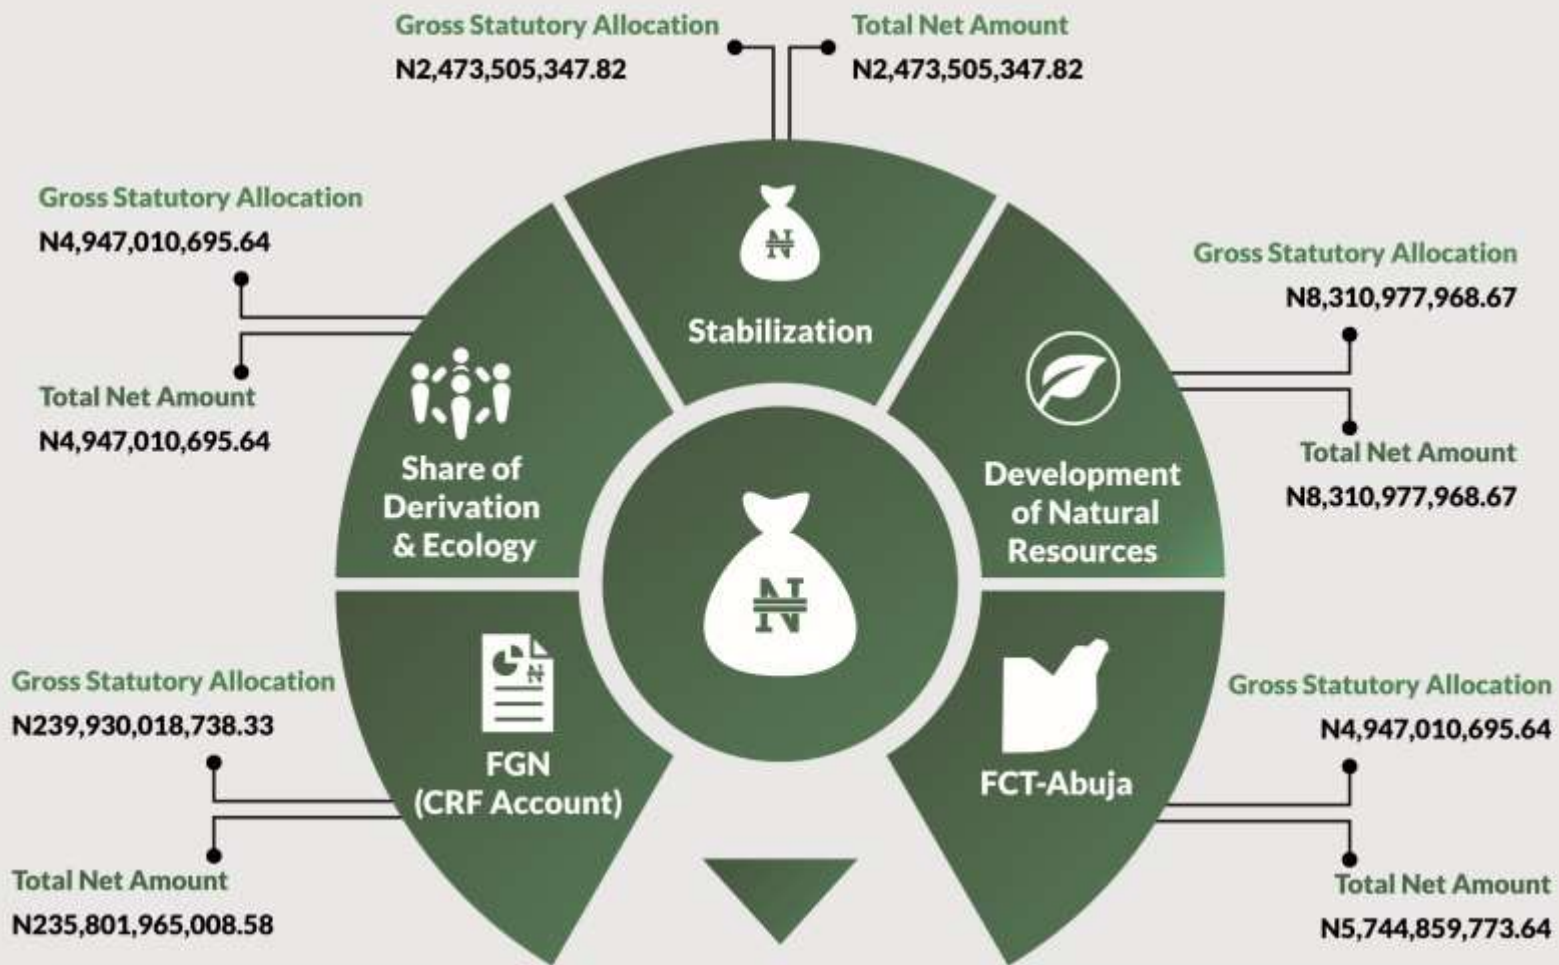 Gross Statutory Allocation
N2,473,505,347.82
Total Net Amount
N2,473,505,347.82
Gross Statutory Allocation
N4,947,010,695.64
Total Net Amount
N4,947,010,695.64
Gross Statutory Allocation
N8,310,977,968.67
Total Net Amount
N8,310,977,968.67
₦
Stabilization
Share of
Derivation
& Ecology
Development
of Natural
Resources
₦
Gross Statutory Allocation
N239,930,018,738.33
Total Net Amount
N235,801,965,008.58
₦
FGN
(CRF Account)
FCT-Abuja
Gross Statutory Allocation
N4,947,010,695.64
Total Net Amount
N5,744,859,773.64